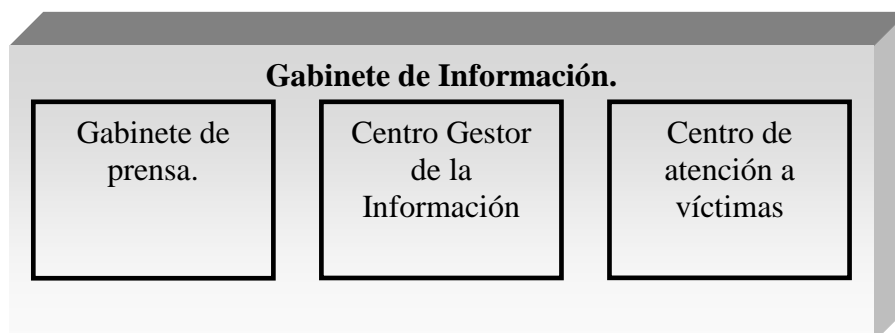 Gabinete de Información.
Gabinete de
prensa.
Centro Gestor
de la
Información
Centro de
atención a
víctimas